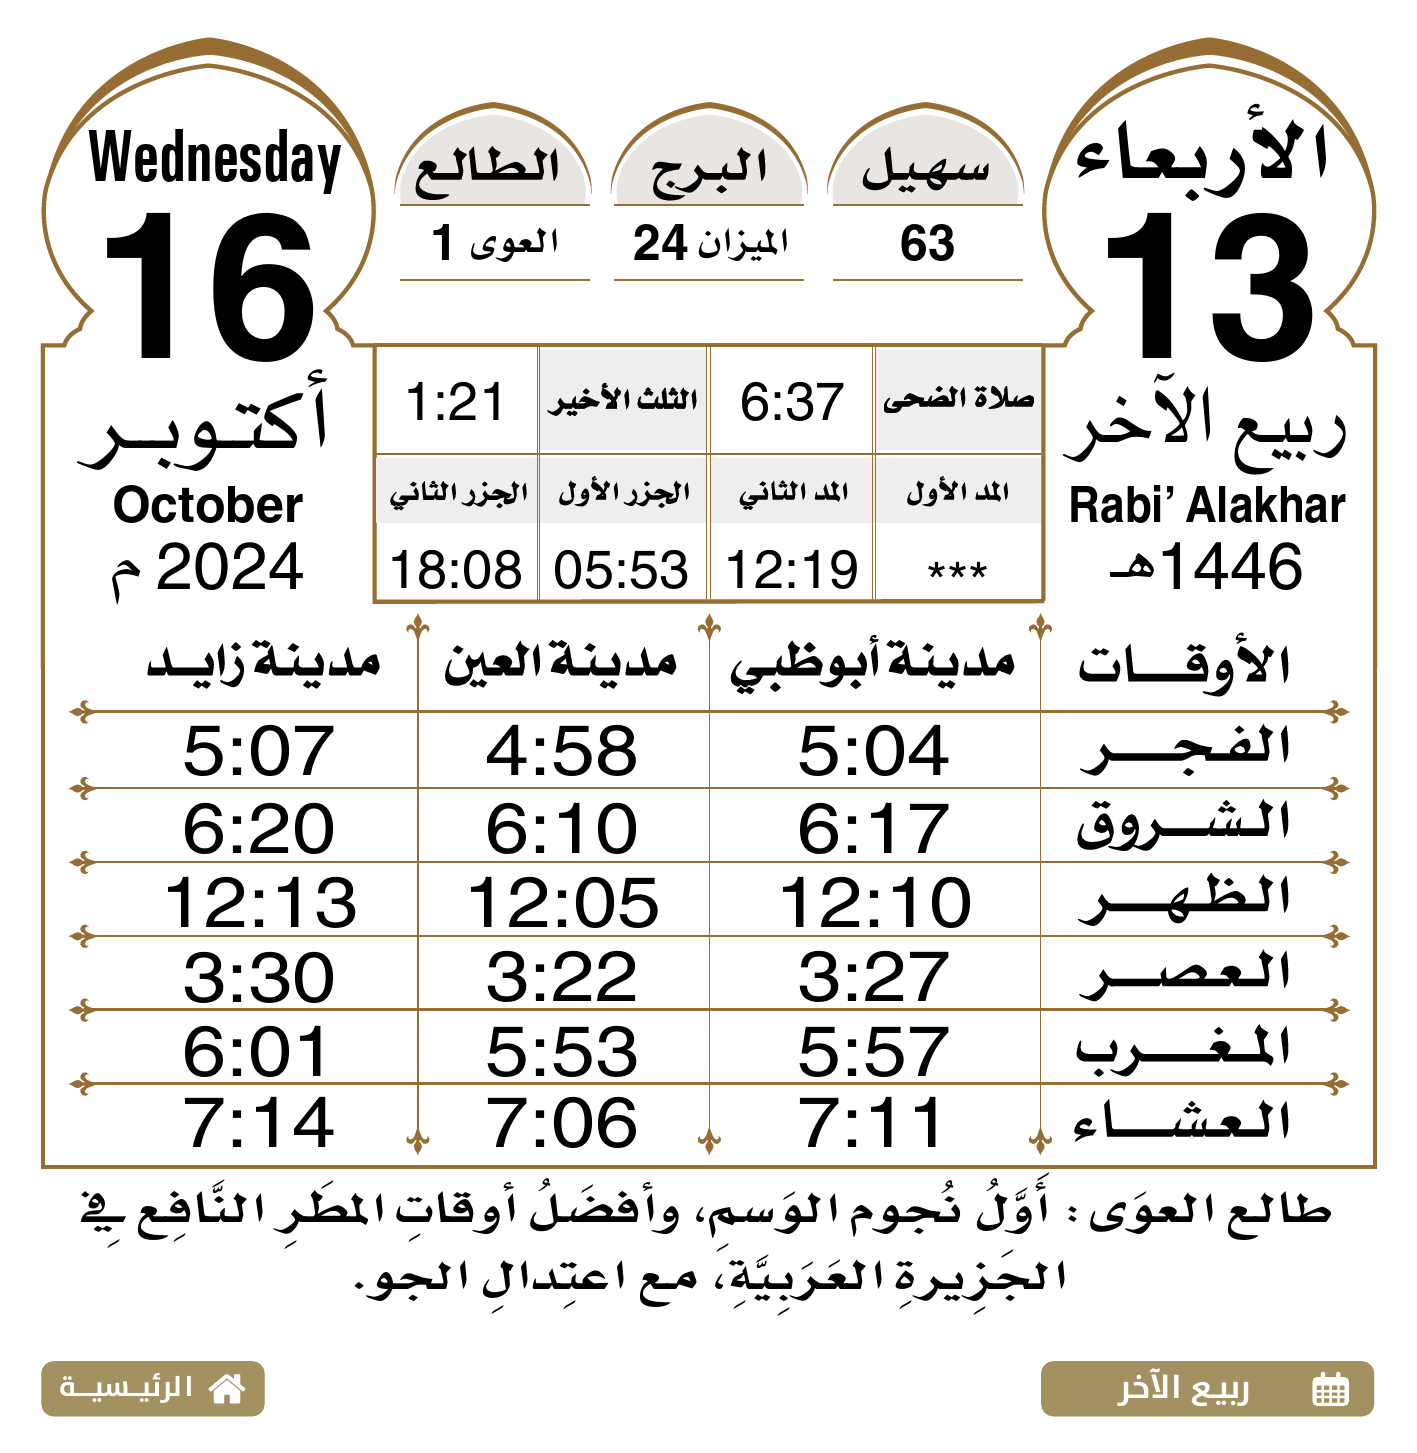 الأربعاء
13
ربيع الآخر
Rabi’ Alakhar
1446هـ
سهيل
63
البرج
الميزان 24
الطالع
العوى 1
Wednesday
16
أكتوبر
October
2024 م
صلاة الضحى 6:37 الثلث الأخير 1:21
المد الأول المد الثاني الجزر الأول الجزر الثاني
*** 12:19 05:53 18:08
الأوقات مدينة أبوظبي مدينة العين مدينة زايد
الفجر 5:04 4:58 5:07
الشروق 6:17 6:10 6:20
الظهر 12:10 12:05 12:13
العصر 3:27 3:22 3:30
المغرب 5:57 5:53 6:01
العشاء 7:11 7:06 7:14
طالع العوَى : أَوَّلُ نُجوم الوَسمِ، وأفضَلُ أوقاتِ المطَرِ النَّافِع فِي
الجَزِيرةِ العَرَبِيَّةِ، مع اعتِدالِ الجو.
ربيع الآخر
الرئيسية